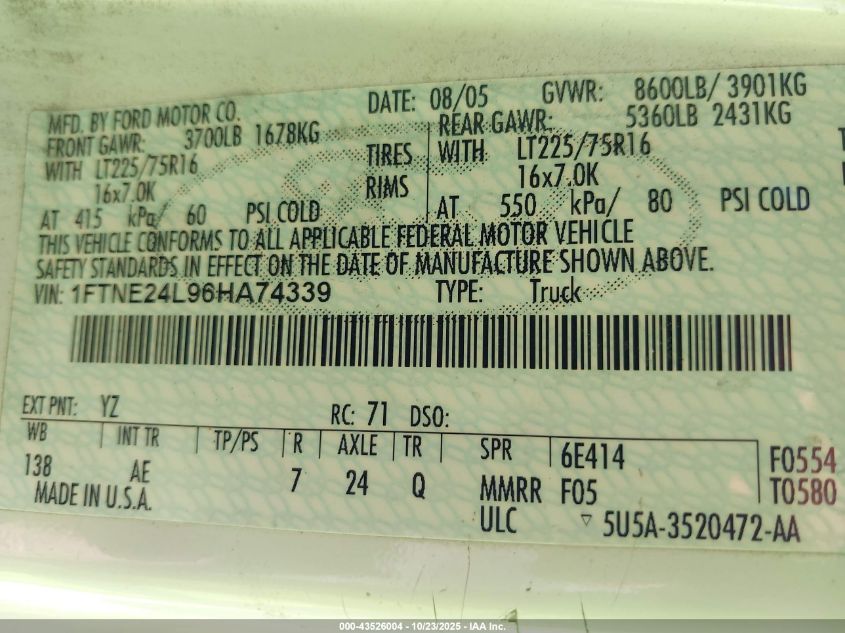 MFD. BY FORD MOTOR CO. DATE: 08/05 GVWR: 8600LB/ 3901KG
FRONT GAWR: 3700LB 1678KG REAR GAWR: 5360LB 2431KG
WITH LT225/75R16 TIRES WITH LT225/75R16
16x7.0K RIMS 16x7.0K
AT 415 kPa/ 60 PSI COLD AT 550 kPa/ 80 PSI COLD
THIS VEHICLE CONFORMS TO ALL APPLICABLE FEDERAL MOTOR VEHICLE
SAFETY STANDARDS IN EFFECT ON THE DATE OF MANUFACTURE SHOWN ABOVE.
VIN: 1FTNE24L96HA74339 TYPE: Truck
EXT PNT: YZ RC: 71 DSO:
WB INT TR TP/PS R AXLE TR SPR 6E414 F0554
138 AE 7 24 Q MMRR F05 T0580
MADE IN U.S.A. ULC 5U5A-3520472-AA
000-43526004 - 10/23/2025 - IAA Inc.